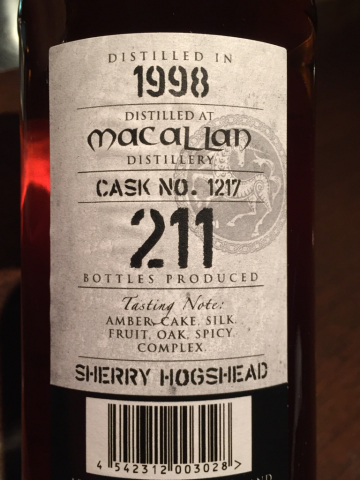 DISTILLED IN
1998
DISTILLED AT
macallan
DISTILLERY
CASK NO. 1217
211
BOTTLES PRODUCED
Tasting Note:
AMBER, CAKE, SILK,
FRUIT, OAK, SPICY,
COMPLEX.
SHERRY HOGSHEAD
4 542312 003028>